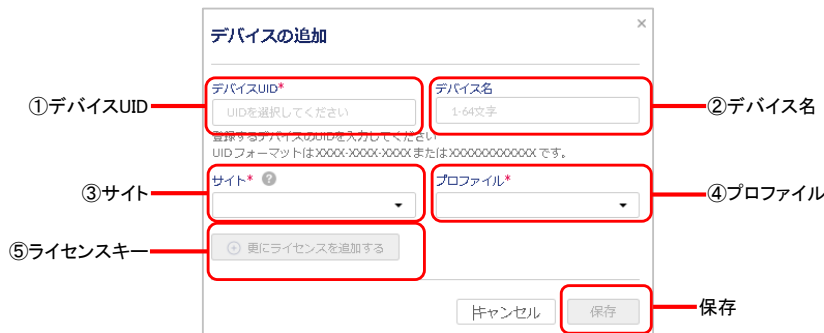 デバイスの追加
×
①デバイスUID
デバイスUID*
UIDを選択してください
デバイス名
1-64文字
②デバイス名
登録するデバイスのUIDを入力してください
UIDフォーマットはXXXX-XXXX-XXXXまたはXXXXXXXXXXXXです。
③サイト
サイト* ?
プロファイル*
④プロファイル
⑤ライセンスキー
更にライセンスを追加する
キャンセル
保存
保存